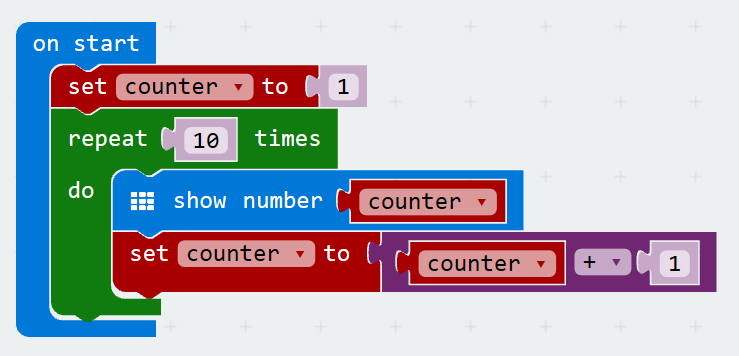 on start
set counter to 1
repeat 10 times
do
show number counter
set counter to counter + 1